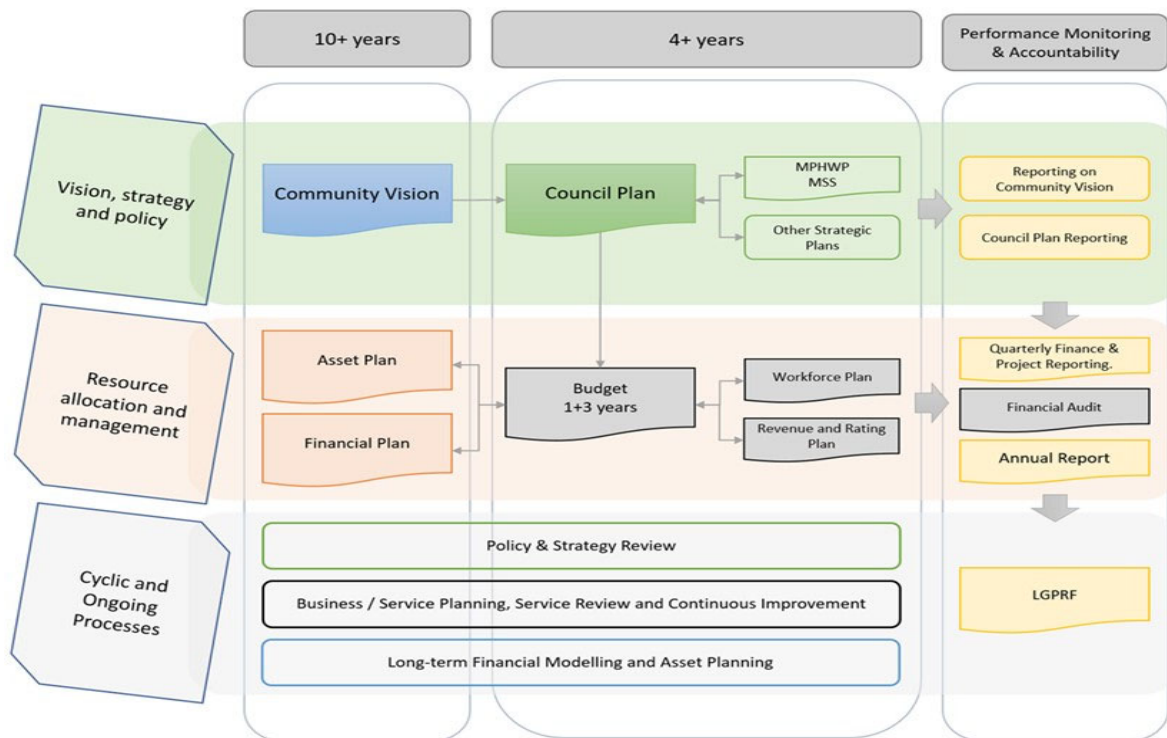 10+ years
4+ years
Performance Monitoring
& Accountability
Vision, strategy
and policy
Community Vision
Council Plan
MPHWP
MSS
Other Strategic
Plans
Reporting on
Community Vision
Council Plan Reporting
Resource
allocation and
management
Asset Plan
Financial Plan
Budget
1+3 years
Workforce Plan
Revenue and Rating
Plan
Quarterly Finance &
Project Reporting.
Financial Audit
Annual Report
Cyclic and
Ongoing
Processes
Policy & Strategy Review
Business / Service Planning, Service Review and Continuous Improvement
Long-term Financial Modelling and Asset Planning
LGPRF